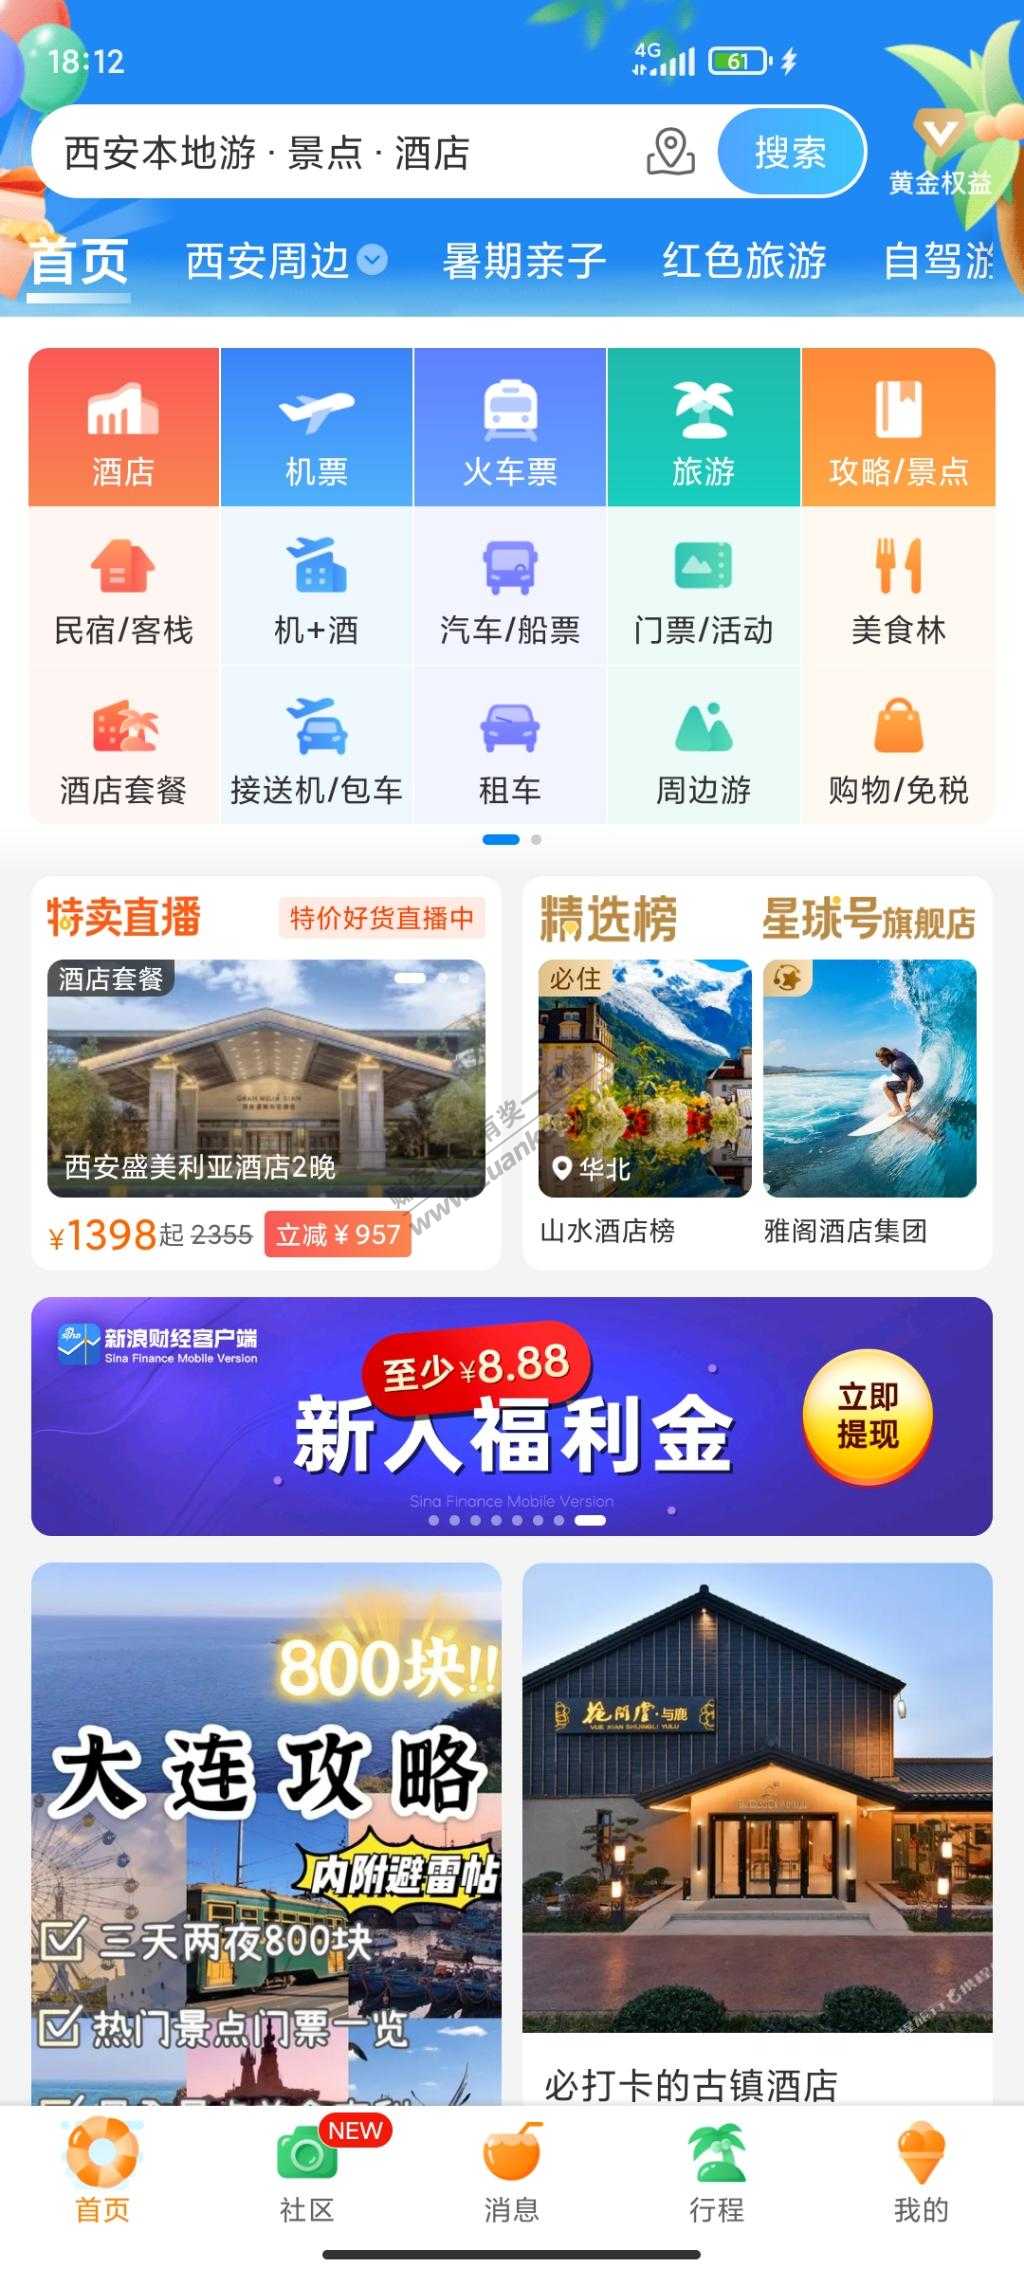 18:12
4G
61
西安本地游 · 景点 · 酒店
搜索
黄金权益
首页
西安周边
暑期亲子
红色旅游
自驾游
酒店
机票
火车票
旅游
攻略/景点
民宿/客栈
机+酒
汽车/船票
门票/活动
美食林
酒店套餐
接送机/包车
租车
周边游
购物/免税
特卖直播
特价好货直播中
精选榜
星球号旗舰店
酒店套餐
必住
GRAN MELIA XIAN
西安盛美利亚酒店2晚
华北
¥1398起 2355 立减¥957
山水酒店榜
雅阁酒店集团
sina
新浪财经客户端
Sina Finance Mobile Version
至少¥8.88
新人福利金
立即
提现
Sina Finance Mobile Version
800块!!
大连攻略
内附避雷帖
三天两夜800块
热门景点门票一览
·与鹿
必打卡的古镇酒店
NEW
首页
社区
消息
行程
我的